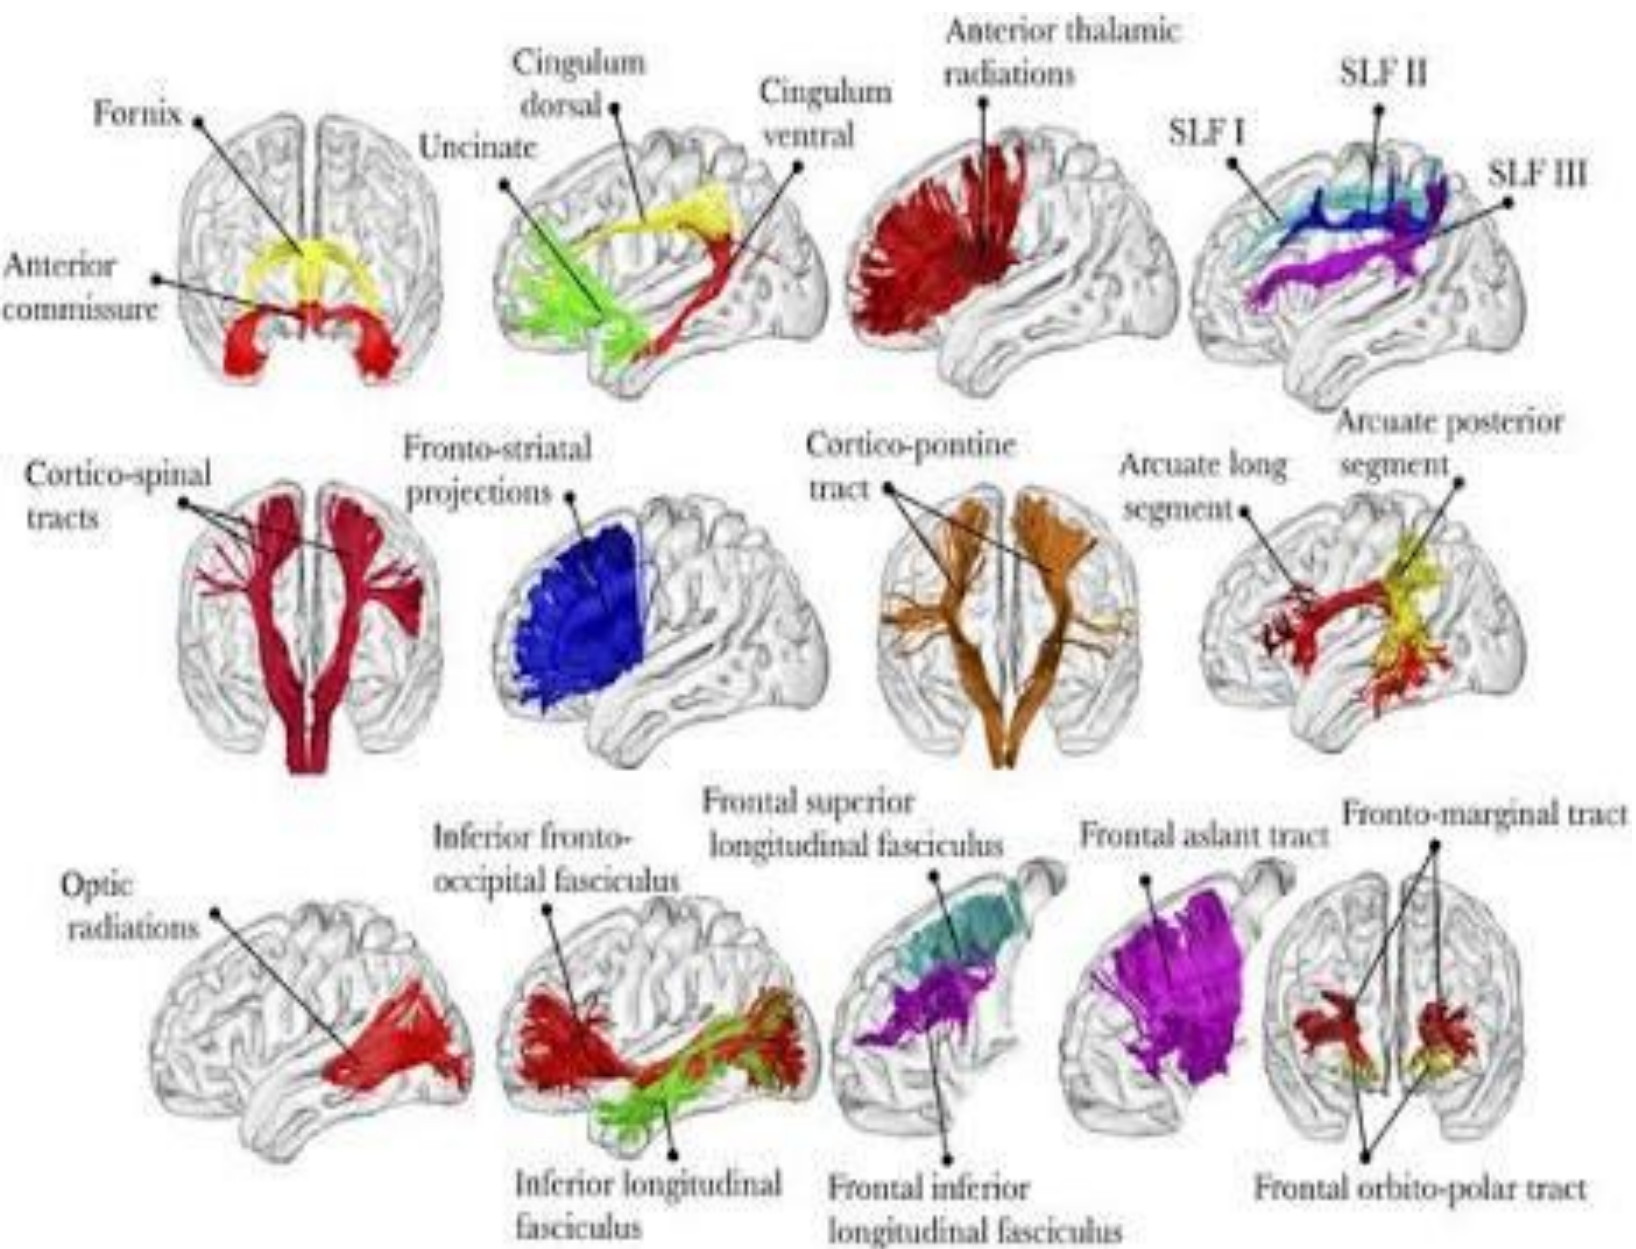 Fornix
Anterior
commissure
Uncinate
Cingulum
dorsal
Cingulum
ventral
Anterior thalamic
radiations
SLF I
SLF II
SLF III
Cortico-spinal
tracts
Fronto-striatal
projections
Cortico-pontine
tract
Arcuate long
segment
Arcuate posterior
segment
Optic
radiations
Inferior fronto-
occipital fasciculus
Inferior longitudinal
fasciculus
Frontal superior
longitudinal fasciculus
Frontal inferior
longitudinal fasciculus
Frontal aslant tract
Fronto-marginal tract
Frontal orbito-polar tract